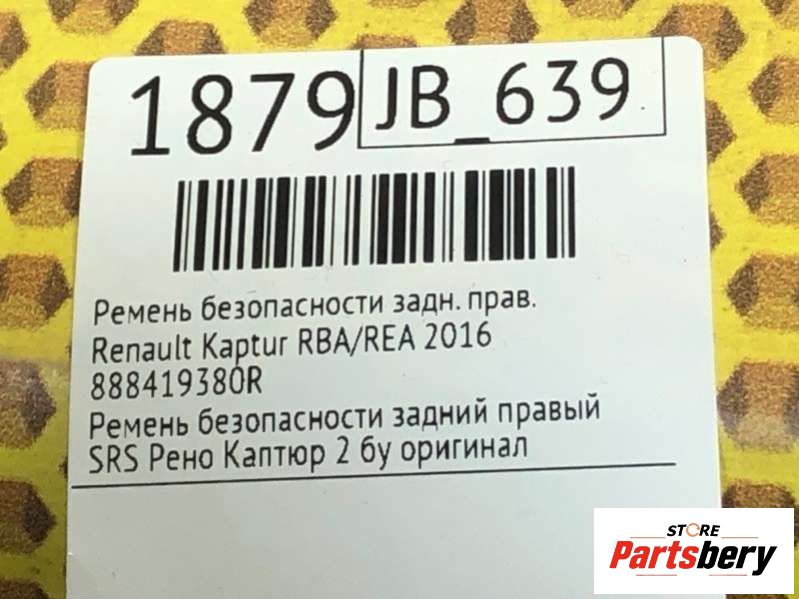 1879 JB_639
Ремень безопасности задн. прав.
Renault Kaptur RBA/REA 2016
888419380R
Ремень безопасности задний правый
SRS Рено Каптюр 2 бу оригинал
STORE
Partsbery